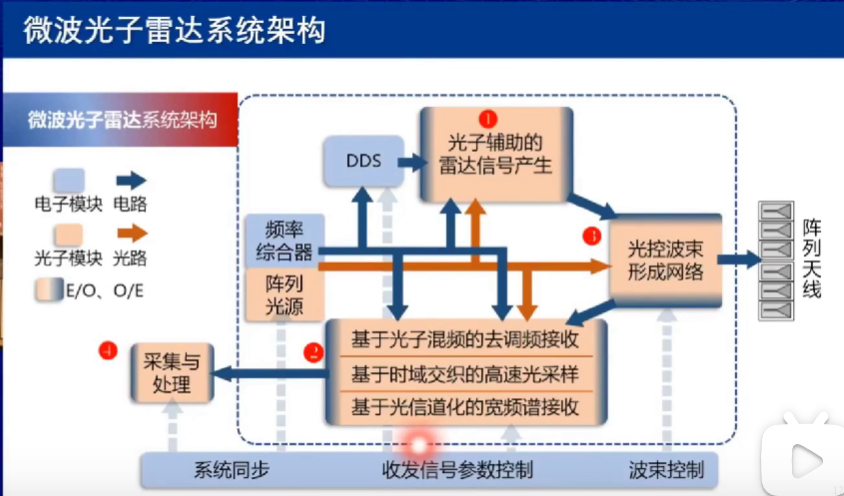 微波光子雷达系统架构
微波光子雷达系统架构
电子模块 电路
光子模块 光路
E/O、O/E
DDS
1
光子辅助的
雷达信号产生
频率
综合器
阵列
光源
3
光控波束
形成网络
阵列天线
2
基于光子混频的去调频接收
基于时域交织的高速光采样
基于光信道化的宽频谱接收
4
采集与
处理
系统同步 收发信号参数控制 波束控制